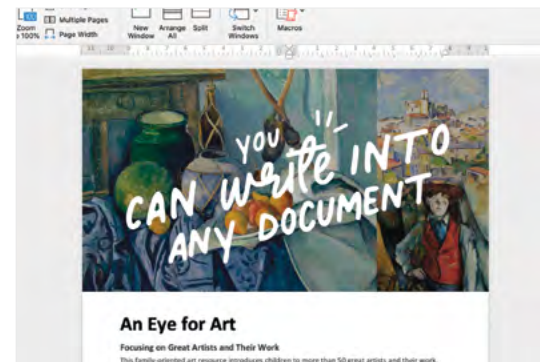 Multiple Pages
Zoom
100%
Page Width
New
Window
Arrange
All
Split
Switch
Windows
Macros
YOU
CAN write INTO
ANY DOCUMENT
An Eye for Art
Focusing on Great Artists and Their Work
This family-oriented art resource introduces children to more than 50 great artists and their work,